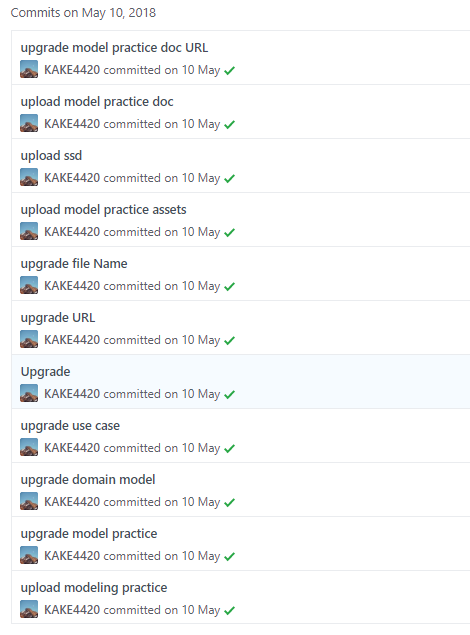 Commits on May 10, 2018
upgrade model practice doc URL
KAKE4420 committed on 10 May
upload model practice doc
KAKE4420 committed on 10 May
upload ssd
KAKE4420 committed on 10 May
upload model practice assets
KAKE4420 committed on 10 May
upgrade file Name
KAKE4420 committed on 10 May
upgrade URL
KAKE4420 committed on 10 May
Upgrade
KAKE4420 committed on 10 May
upgrade use case
KAKE4420 committed on 10 May
upgrade domain model
KAKE4420 committed on 10 May
upgrade model practice
KAKE4420 committed on 10 May
upload modeling practice
KAKE4420 committed on 10 May